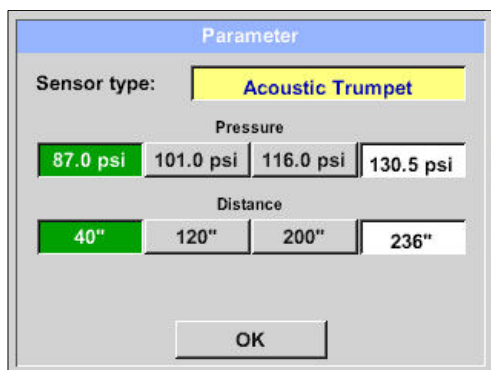 Parameter
Sensor type: Acoustic Trumpet
Pressure
87.0 psi 101.0 psi 116.0 psi 130.5 psi
Distance
40" 120" 200" 236"
OK